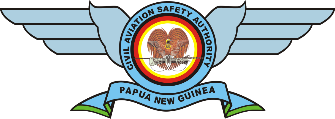 CIVIL AVIATION SAFETY AUTHORITY
PAPUA NEW GUINEA